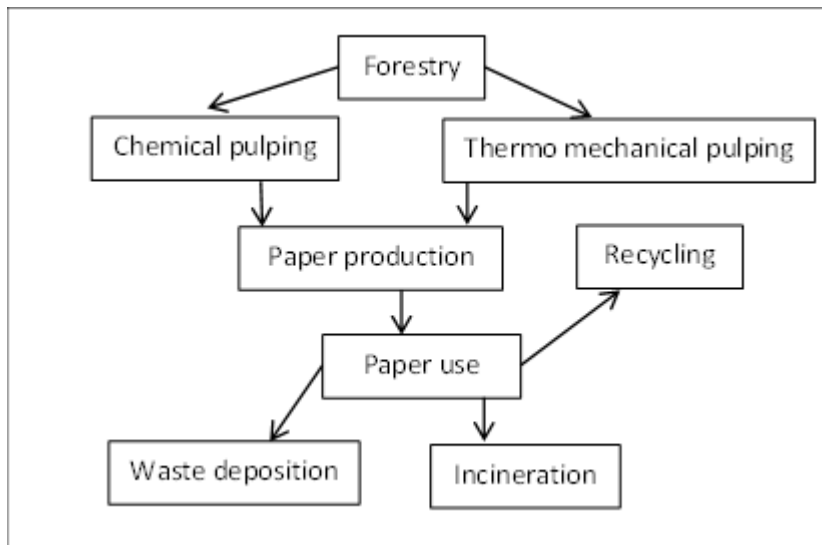 Forestry
Chemical pulping
Thermo mechanical pulping
Paper production
Recycling
Paper use
Waste deposition
Incineration